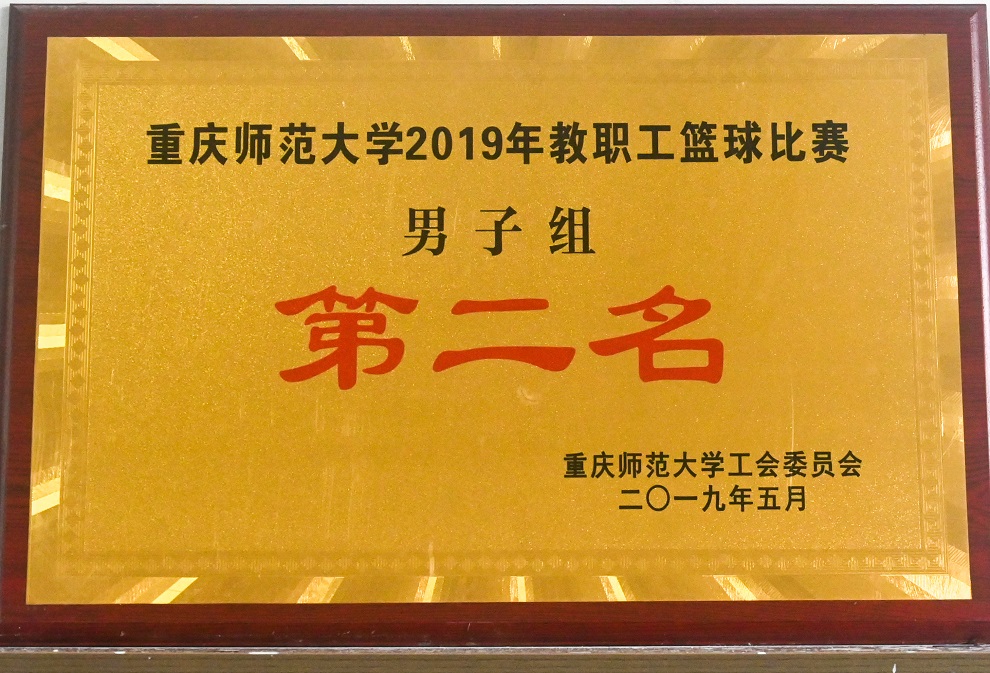 重庆师范大学2019年教职工篮球比赛
男子组
第二名
重庆师范大学工会委员会
二〇一九年五月